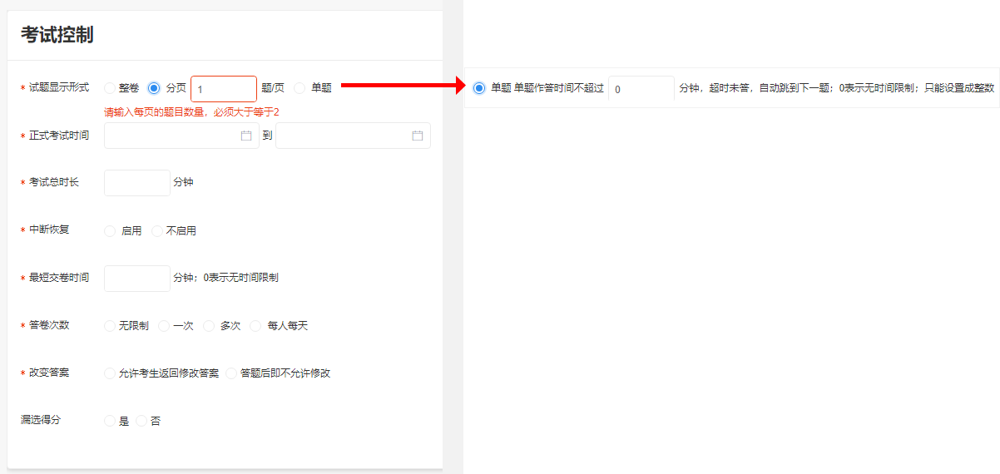 考试控制
* 试题显示形式 整卷 分页 1 题/页 单题
单题 单题作答时间不超过 0 分钟，超时未答，自动跳到下一题；0表示无时间限制；只能设置成整数
请输入每页的题目数量，必须大于等于2
* 正式考试时间 到
* 考试总时长 分钟
* 中断恢复 启用 不启用
* 最短交卷时间 分钟；0表示无时间限制
* 答卷次数 无限制 一次 多次 每人每天
* 改变答案 允许考生返回修改答案 答题后即不允许修改
漏选得分 是 否